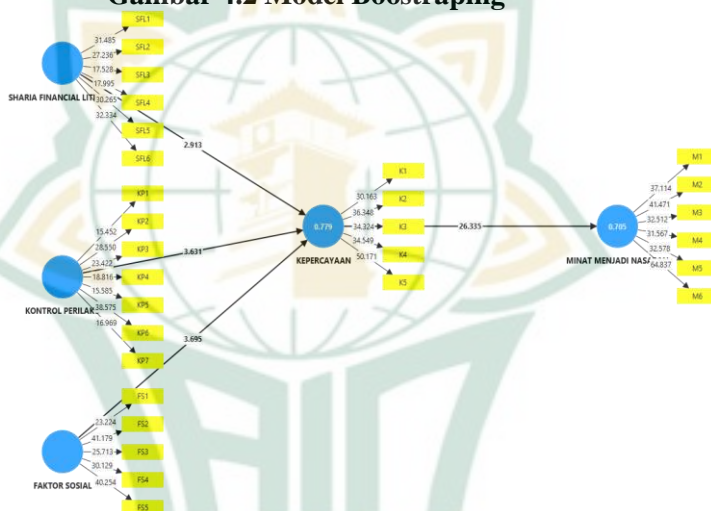 Gambar 4.2 Model Boostraping
SFL1
31.485
SFL2
27.236
SFL3
17.528
17.995
SHARIA FINANCIAL LITI
SFL4
30.265
SFL5
32.334
SFL6
2.913
KP1
KP2
15.452
28.550
KP3
23.422
18.816
KP4
15.585
KP5
KONTROL PERILAK
38.575
KP6
16.969
KP7
3.631
3.695
FS1
23.224
FS2
41.179
25.713
FS3
30.129
FS4
FAKTOR SOSIAL
40.254
FS5
K1
30.163
K2
36.348
0.779
34.324
K3
34.549
KEPERCAYAAN
K4
50.171
K5
26.335
M1
37.114
M2
41.471
32.512
M3
0.705
31.567
M4
32.578
MINAT MENJADI NAS
M5
64.837
M6